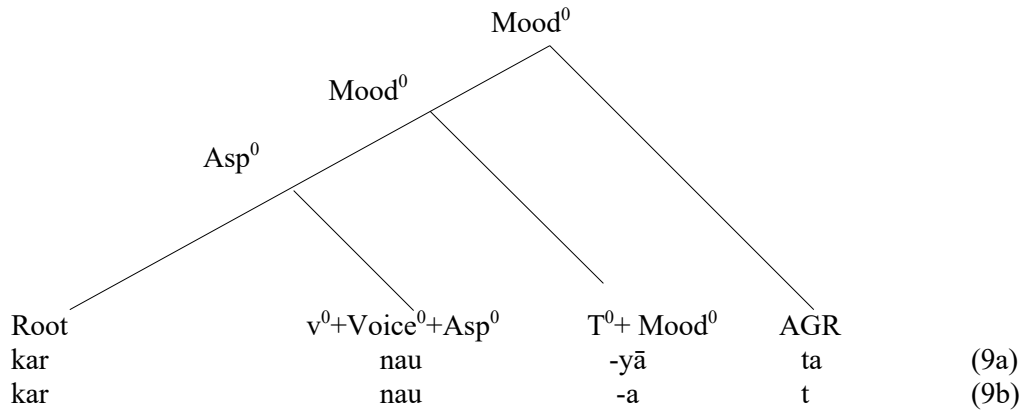 Mood⁰
Mood⁰
Asp⁰
Root v⁰+Voice⁰+Asp⁰ T⁰+ Mood⁰ AGR
kar nau -yā ta (9a)
kar nau -a t (9b)